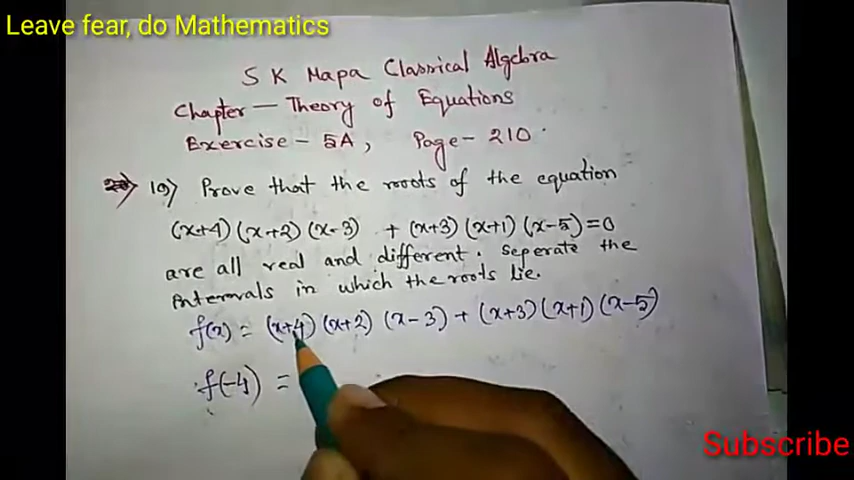 Leave fear, do Mathematics
S K Mapa Classical Algebra
Chapter — Theory of Equations
Exercise - 5A, Page - 210
19) Prove that the roots of the equation
(x+4)(x+2)(x-3) + (x+3)(x+1)(x-5)=0
are all real and different. Seperate the
intervals in which the roots lie.
f(x) = (x+4)(x+2)(x-3)+(x+3)(x+1)(x-5)
f(-4) =
Subscribe